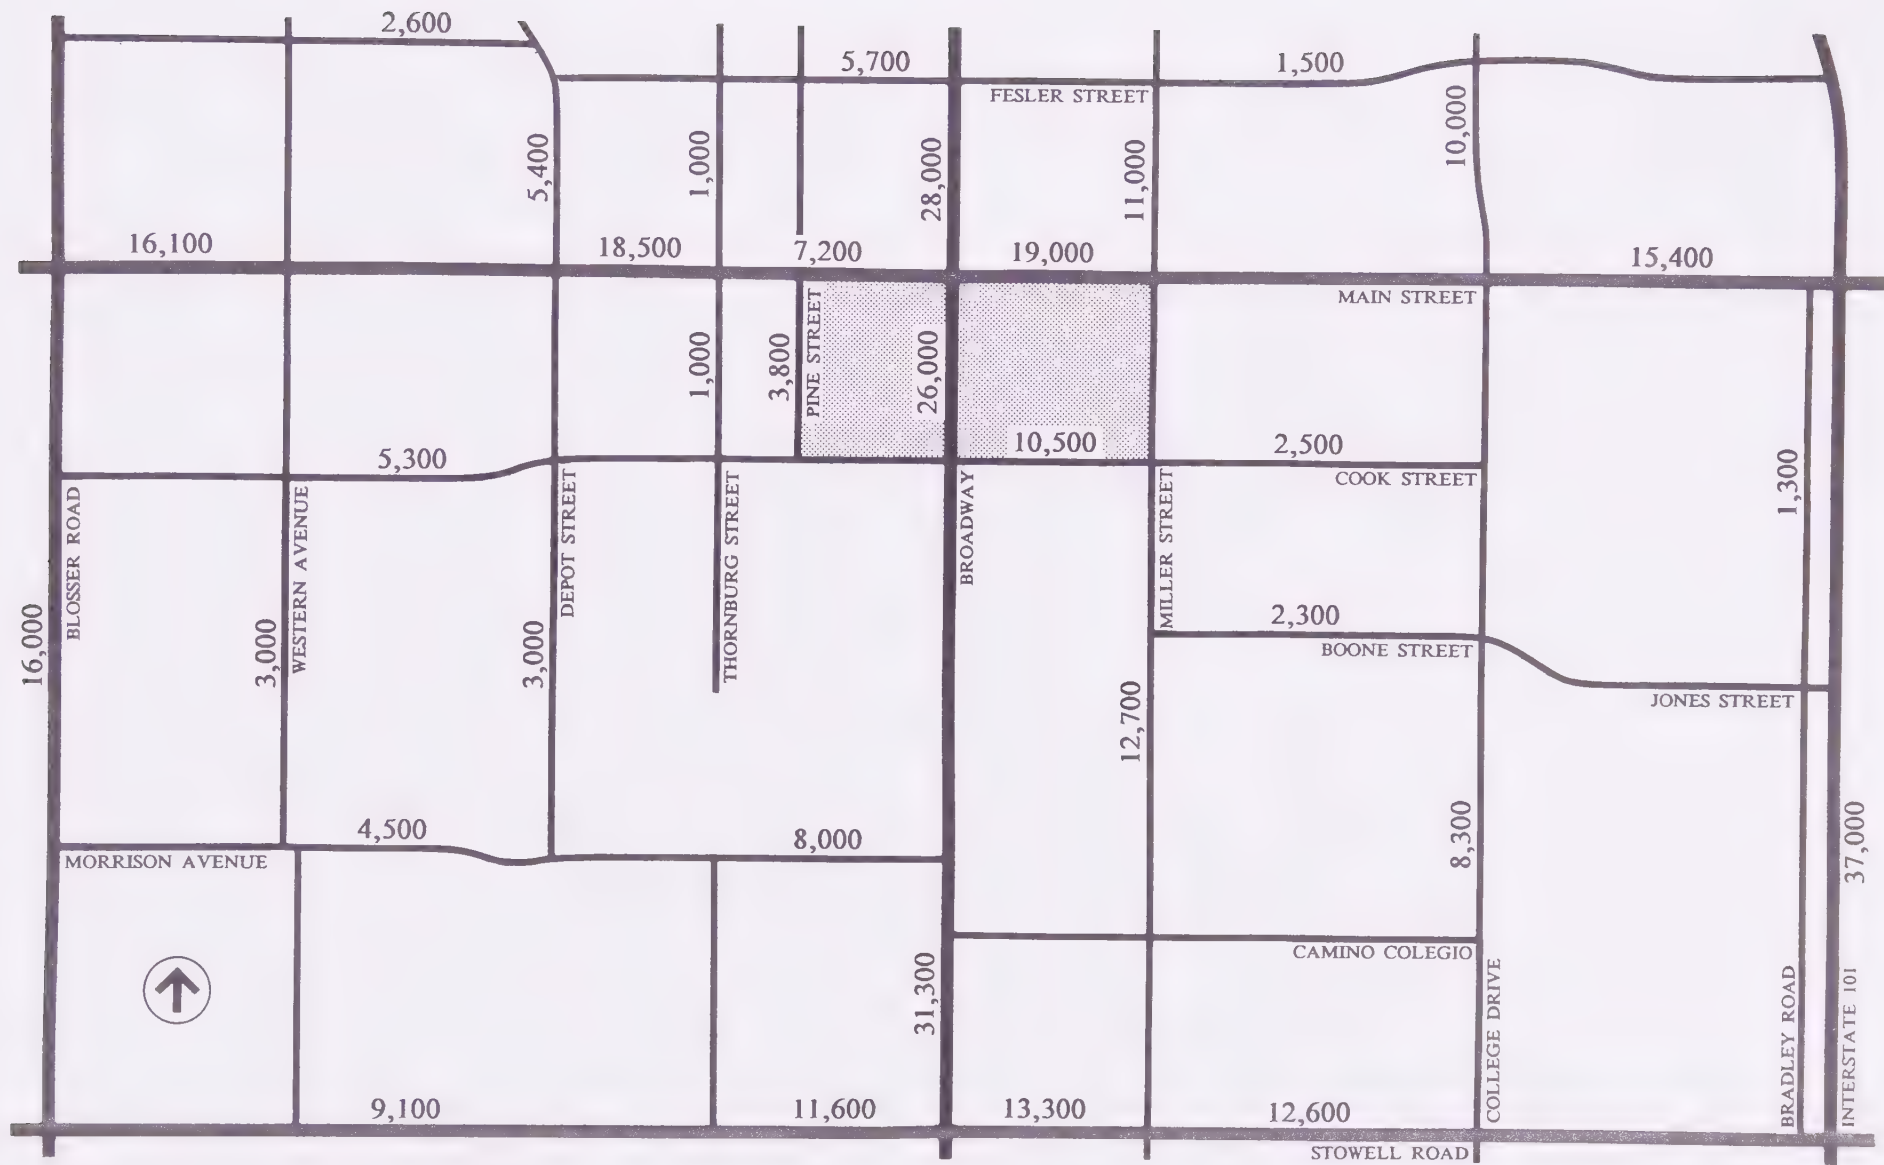 2,600
5,700
1,500
FESLER STREET
5,400
1,000
28,000
11,000
10,000
16,100
18,500
7,200
19,000
15,400
MAIN STREET
1,000
3,800
PINE STREET
26,000
10,500
2,500
5,300
COOK STREET
1,300
BLOSSER ROAD
WESTERN AVENUE
DEPOT STREET
THORNBURG STREET
BROADWAY
MILLER STREET
2,300
BOONE STREET
16,000
3,000
3,000
12,700
JONES STREET
4,500
8,000
8,300
37,000
MORRISON AVENUE
CAMINO COLEGIO
31,300
COLLEGE DRIVE
BRADLEY ROAD
INTERSTATE 101
9,100
11,600
13,300
12,600
STOWELL ROAD